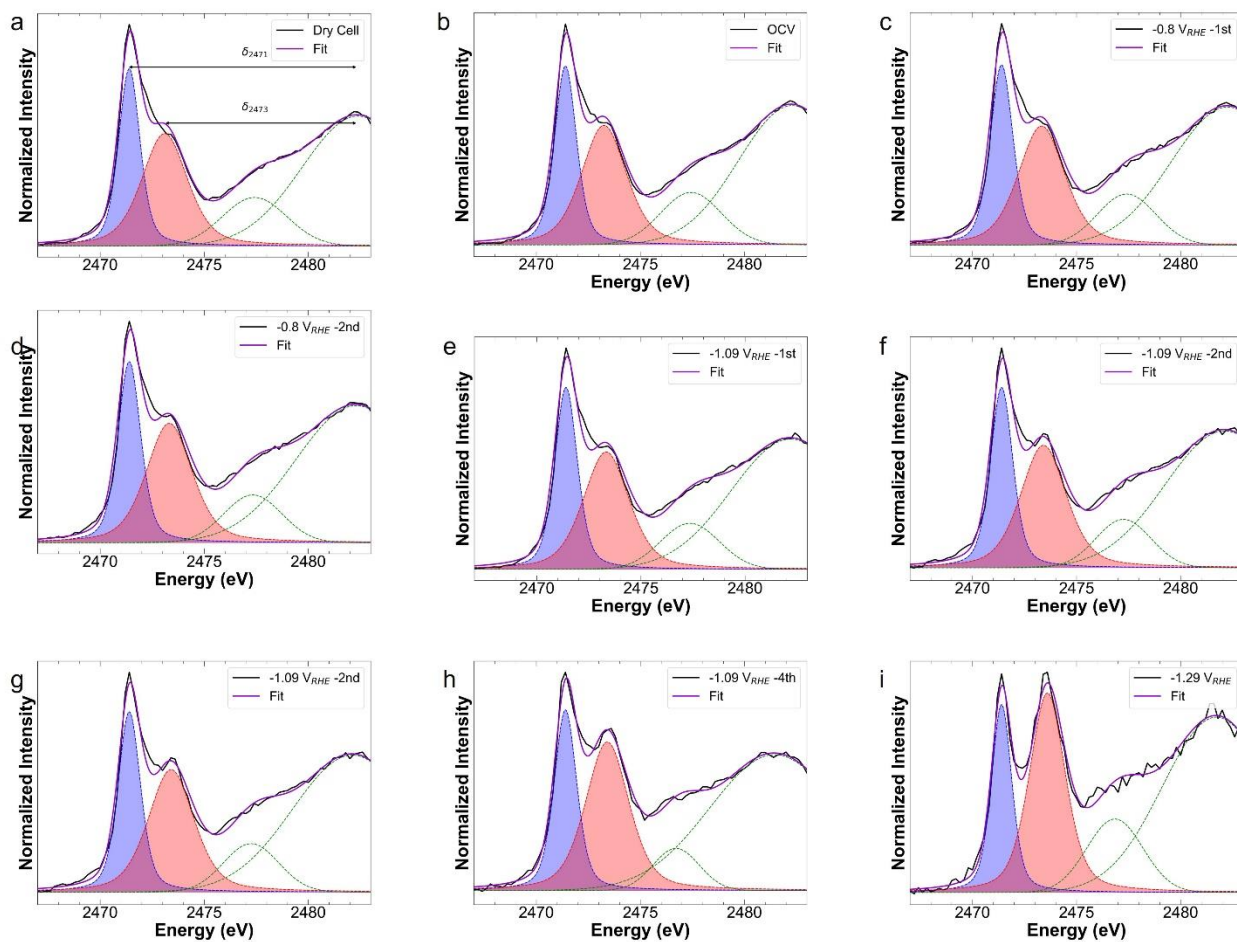 a
Dry Cell
Fit
δ2471
δ2473
Normalized Intensity
2470 2475 2480
b
OCV
Fit
Normalized Intensity
2470 2475 2480
Energy (eV)
c
-0.8 VRHE -1st
Fit
Normalized Intensity
2470 2475 2480
Energy (eV)
d
-0.8 VRHE -2nd
Fit
Normalized Intensity
2470 2475 2480
Energy (eV)
e
-1.09 VRHE -1st
Fit
Normalized Intensity
2470 2475 2480
Energy (eV)
f
-1.09 VRHE -2nd
Fit
Normalized Intensity
2470 2475 2480
Energy (eV)
g
-1.09 VRHE -2nd
Fit
Normalized Intensity
2470 2475 2480
Energy (eV)
h
-1.09 VRHE -4th
Fit
Normalized Intensity
2470 2475 2480
Energy (eV)
i
-1.29 VRHE
Fit
Normalized Intensity
2470 2475 2480
Energy (eV)